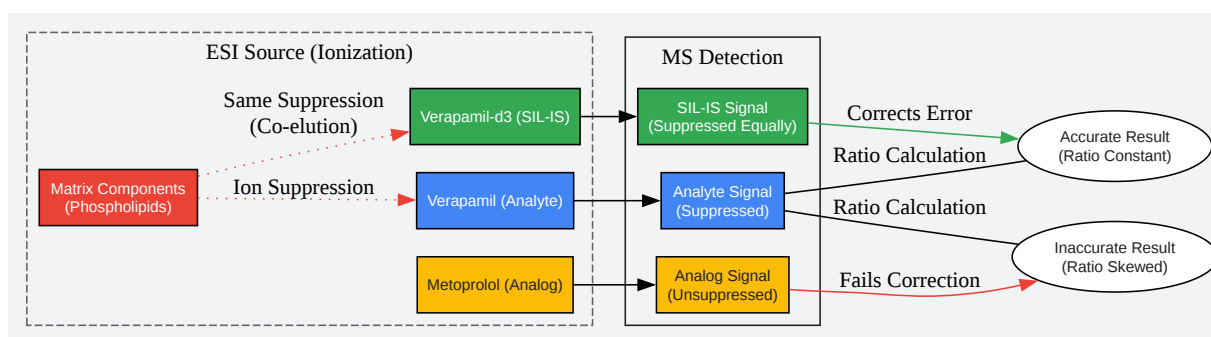 ESI Source (Ionization)
MS Detection
Same Suppression
(Co-elution)
Verapamil-d3 (SIL-IS)
SIL-IS Signal
(Suppressed Equally)
Corrects Error
Accurate Result
(Ratio Constant)
Matrix Components
(Phospholipids)
Ion Suppression
Verapamil (Analyte)
Analyte Signal
(Suppressed)
Ratio Calculation
Ratio Calculation
Inaccurate Result
(Ratio Skewed)
Metoprolol (Analog)
Analog Signal
(Unsuppressed)
Fails Correction